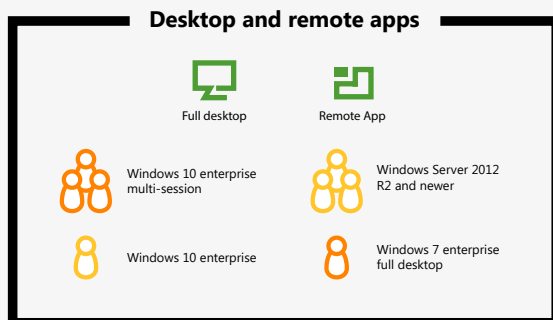 Desktop and remote apps
Full desktop
Remote App
Windows 10 enterprise
multi-session
Windows Server 2012
R2 and newer
Windows 10 enterprise
Windows 7 enterprise
full desktop